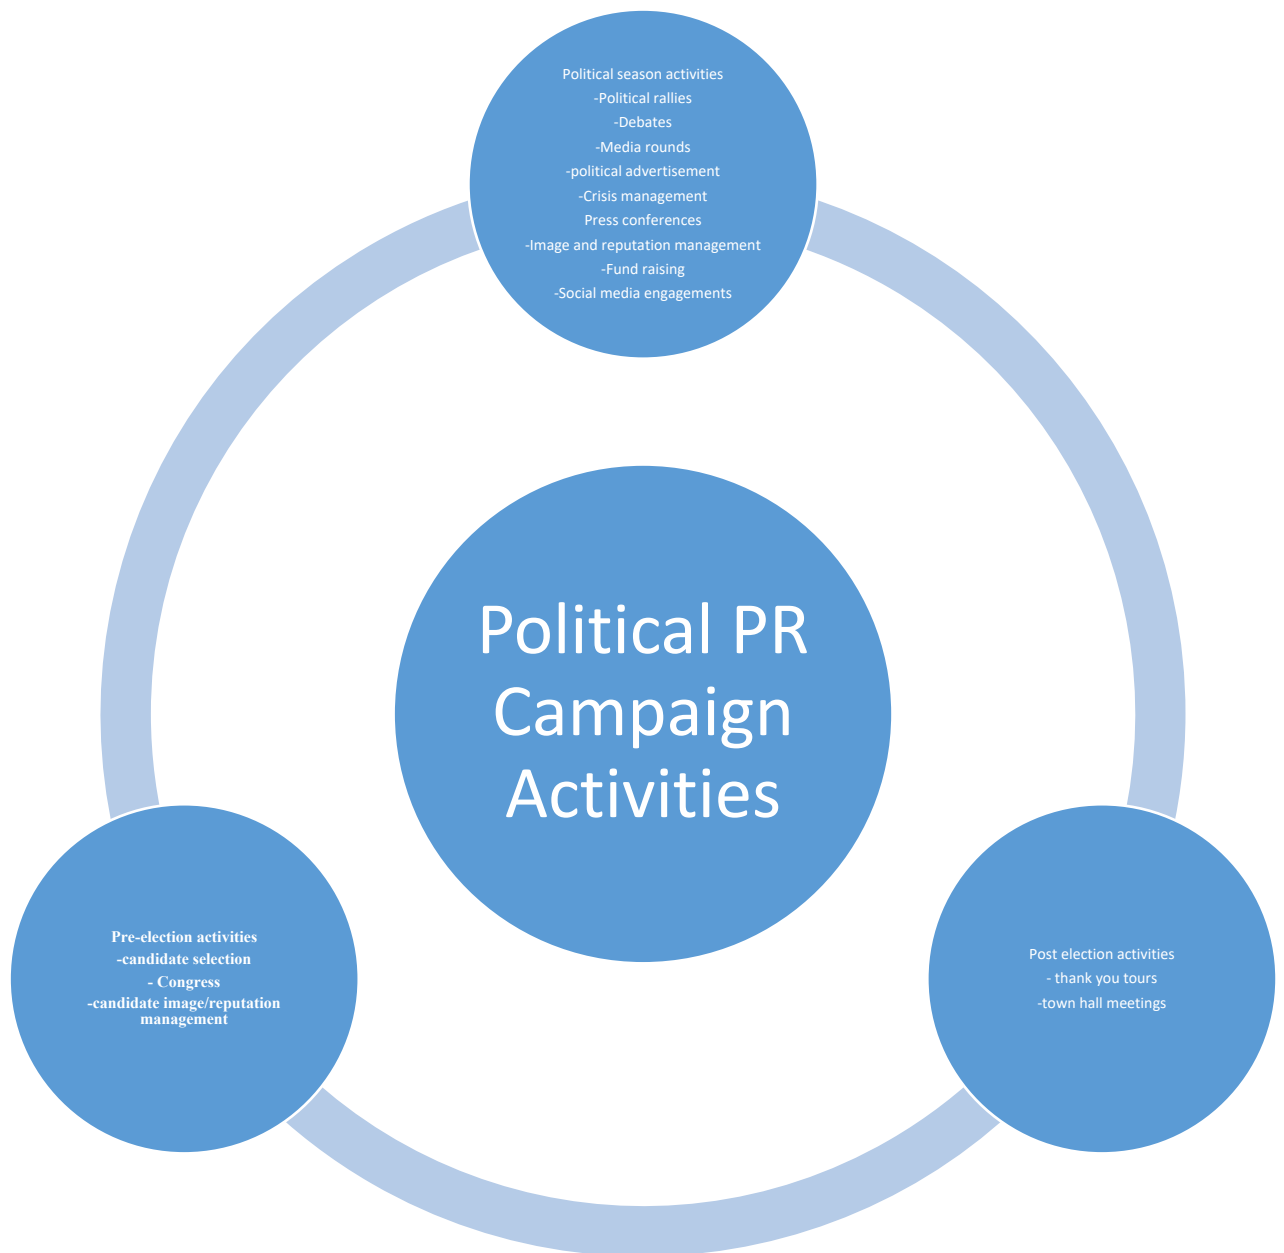 Political season activities
-Political rallies
-Debates
-Media rounds
-political advertisement
-Crisis management
Press conferences
-Image and reputation management
-Fund raising
-Social media engagements
Political PR
Campaign
Activities
Pre-election activities
-candidate selection
- Congress
-candidate image/reputation
management
Post election activities
- thank you tours
-town hall meetings